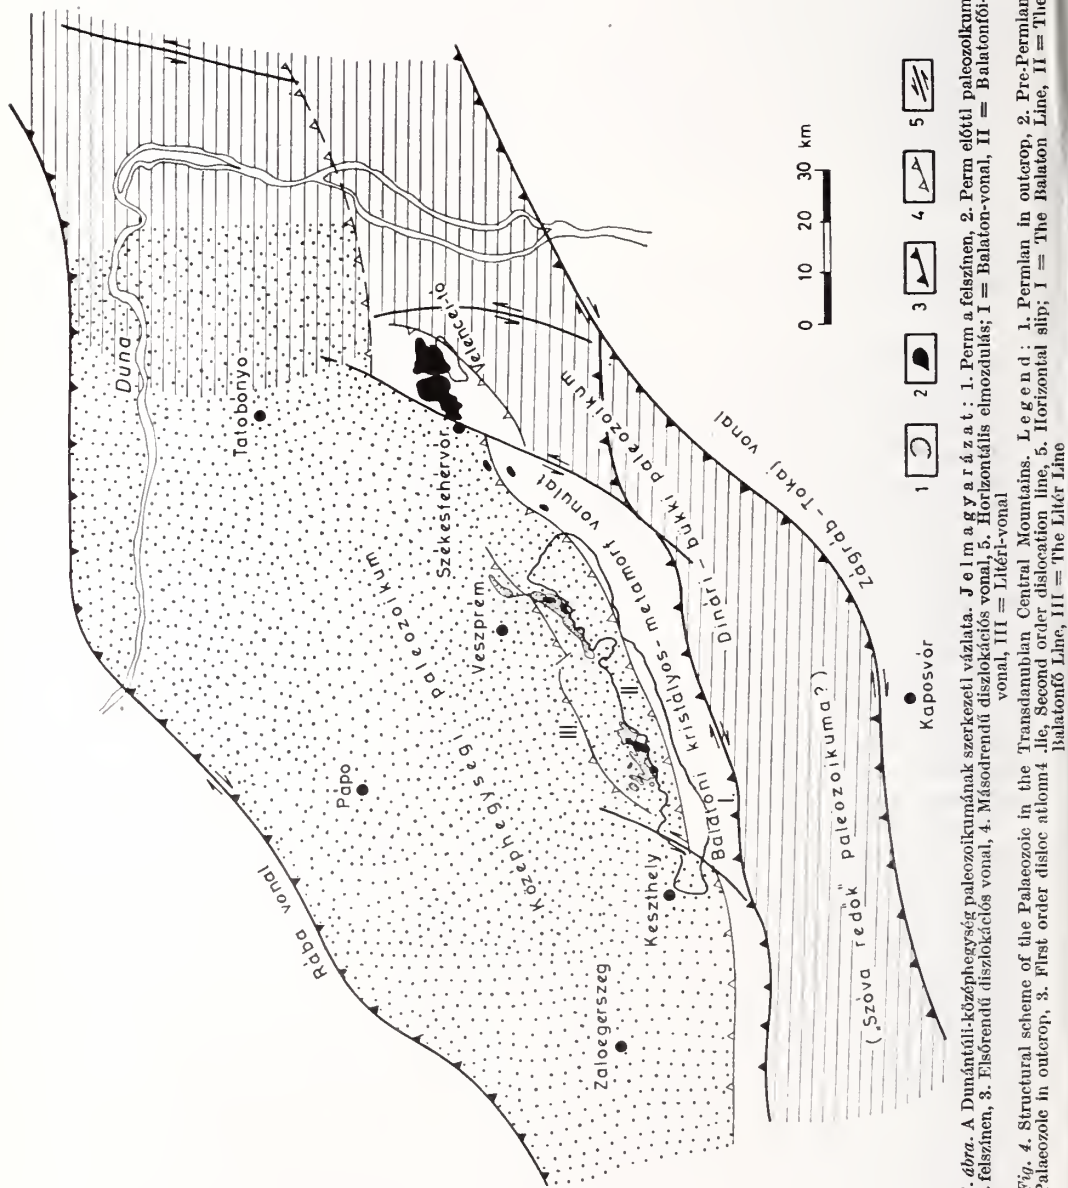 Duna
Tatabánya
Velencei-tó
Székesfehérvár
Veszprém
Pápa
Rába vonal
Középhegységi paleozoikum
Keszthely
Zalaegerszeg
Balatoni kristályos-metamorf vonulat
I
II
III
Dinári-bükki paleozoikum
("Száva redők" paleozoikuma?)
Zágráb-Tokaj vonal
Kaposvár
0 10 20 30 km
1 2 3 4 5
ábra. A Dunántúli-középhegység paleozoikumának szerkezeti vázlata. Jelmagyarázat: 1. Perm a felszínen, 2. Perm előtti paleozolkum
felszínen, 3. Elsőrendű diszlokációs vonal, 4. Másodrendű diszlokációs vonal, 5. Horizontális elmozdulás; I = Balaton-vonal, II = Balatonfői-
vonal, III = Litéri-vonal
Fig. 4. Structural scheme of the Palaeozoic in the Transdanubian Central Mountains. Legend: 1. Permian in outcrop, 2. Pre-Permian
Palaeozoic in outcrop, 3. First order disloc ationn4 .lie, Second order dislocation line, 5. Horizontal slip; I = The Balaton Line, II = The
Balatonfő Line, III = The Litér Line